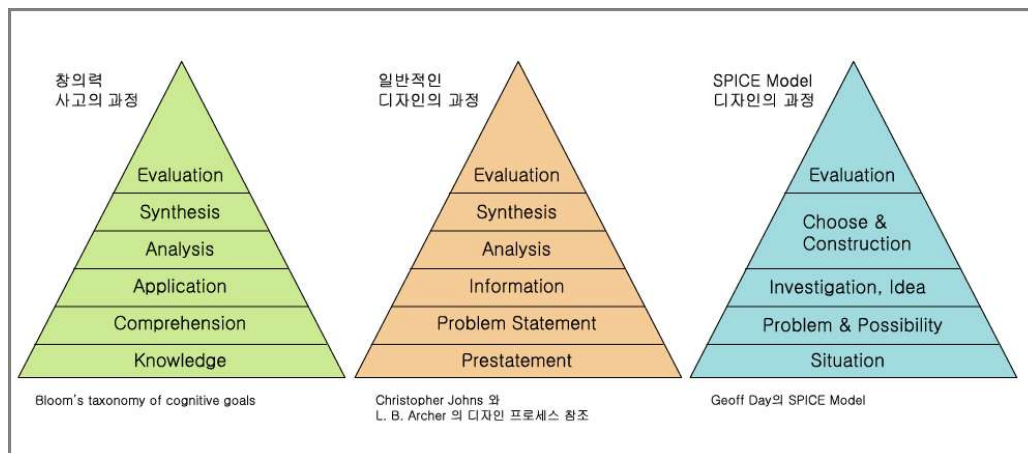 창의력
사고의 과정
Evaluation
Synthesis
Analysis
Application
Comprehension
Knowledge
Bloom's taxonomy of cognitive goals
일반적인
디자인의 과정
Evaluation
Synthesis
Analysis
Information
Problem Statement
Prestatement
Christopher Johns 와
L. B. Archer 의 디자인 프로세스 참조
SPICE Model
디자인의 과정
Evaluation
Choose &
Construction
Investigation, Idea
Problem & Possibility
Situation
Geoff Day의 SPICE Model